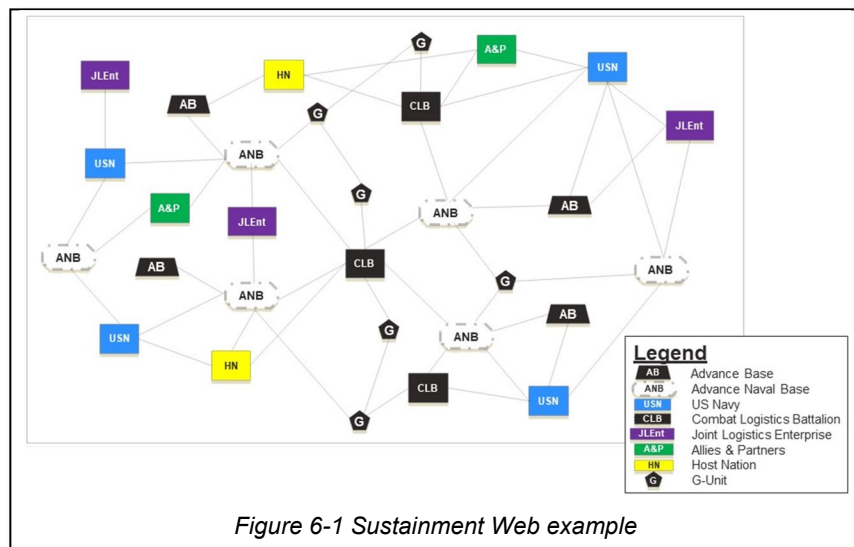 G
A&P
HN
USN
JLEnt
AB
CLB
G
JLEnt
ANB
USN
G
A&P
AB
ANB
JLEnt
ANB
CLB
AB
ANB
ANB
G
AB
G
USN
ANB
HN
CLB
USN
G
Legend
AB Advance Base
ANB Advance Naval Base
USN US Navy
CLB Combat Logistics Battalion
JLEnt Joint Logistics Enterprise
A&P Allies & Partners
HN Host Nation
G G-Unit
Figure 6-1 Sustainment Web example